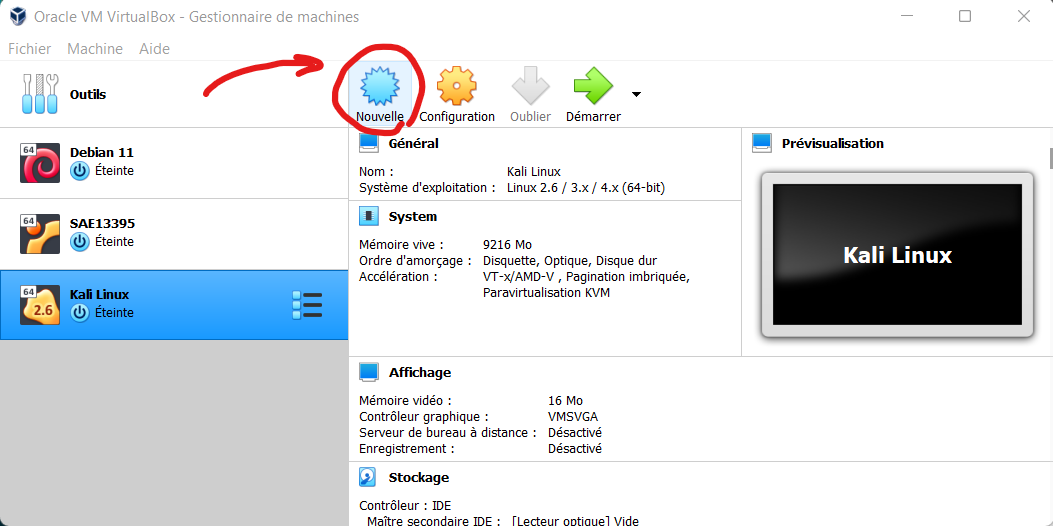 Oracle VM VirtualBox - Gestionnaire de machines
Fichier Machine Aide
Outils
Nouvelle Configuration Oublier Démarrer
64 Debian 11
Éteinte
64 SAE13395
Éteinte
64 2.6 Kali Linux
Éteinte
Général
Nom : Kali Linux
Système d'exploitation : Linux 2.6 / 3.x / 4.x (64-bit)
System
Mémoire vive : 9216 Mo
Ordre d'amorçage : Disquette, Optique, Disque dur
Accélération : VT-x/AMD-V , Pagination imbriquée,
Paravirtualisation KVM
Prévisualisation
Kali Linux
Affichage
Mémoire vidéo : 16 Mo
Contrôleur graphique : VMSVGA
Serveur de bureau à distance : Désactivé
Enregistrement : Désactivé
Stockage
Contrôleur : IDE
Maître secondaire IDE : [Lecteur optique] Vide